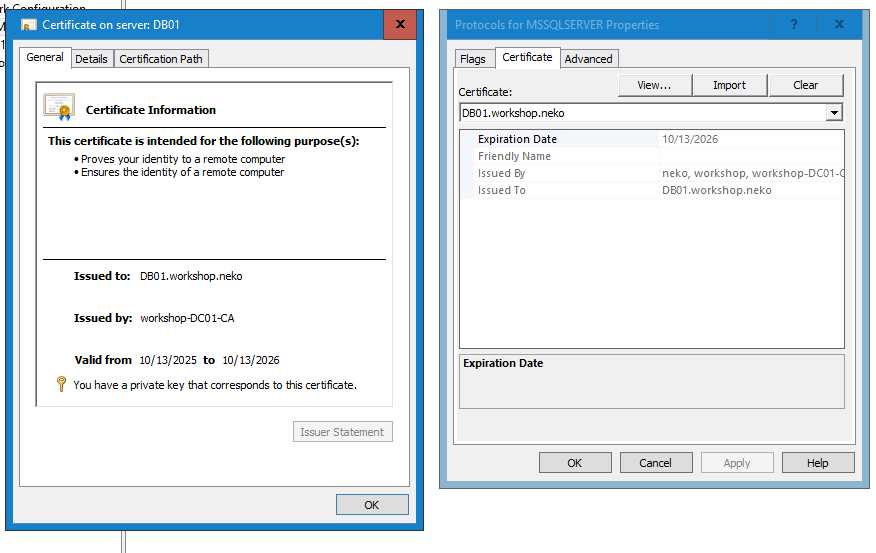 rk Configuration
Certificate on server: DB01
General
Details
Certification Path
Certificate Information
This certificate is intended for the following purpose(s):
• Proves your identity to a remote computer
• Ensures the identity of a remote computer
Issued to: DB01.workshop.neko
Issued by: workshop-DC01-CA
Valid from 10/13/2025 to 10/13/2026
You have a private key that corresponds to this certificate.
Issuer Statement
OK
Protocols for MSSQLSERVER Properties
?
Flags
Certificate
Advanced
Certificate:
View...
Import
Clear
DB01.workshop.neko
Expiration Date 10/13/2026
Friendly Name
Issued By neko, workshop, workshop-DC01-C
Issued To DB01.workshop.neko
Expiration Date
OK
Cancel
Apply
Help